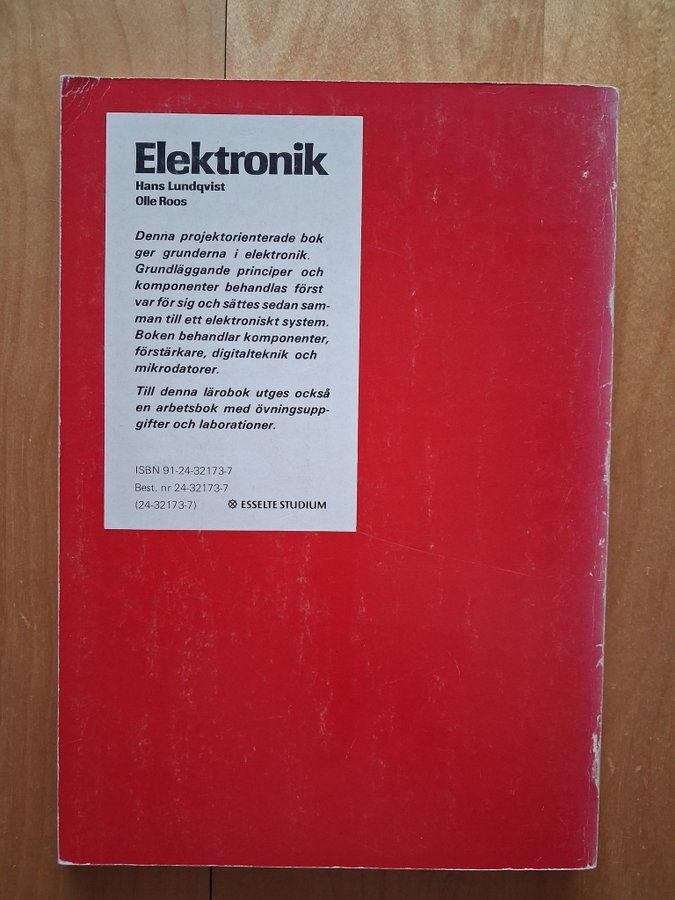 Elektronik
Hans Lundqvist
Olle Roos
Denna projektorienterade bok
ger grunderna i elektronik.
Grundläggande principer och
komponenter behandlas först
var för sig och sättes sedan sam-
man till ett elektroniskt system.
Boken behandlar komponenter,
förstärkare, digitalteknik och
mikrodatorer.
Till denna lärobok utges också
en arbetsbok med övningsupp-
gifter och laborationer.
ISBN 91-24-32173-7
Best. nr 24-32173-7
(24-32173-7) ESSELTE STUDIUM